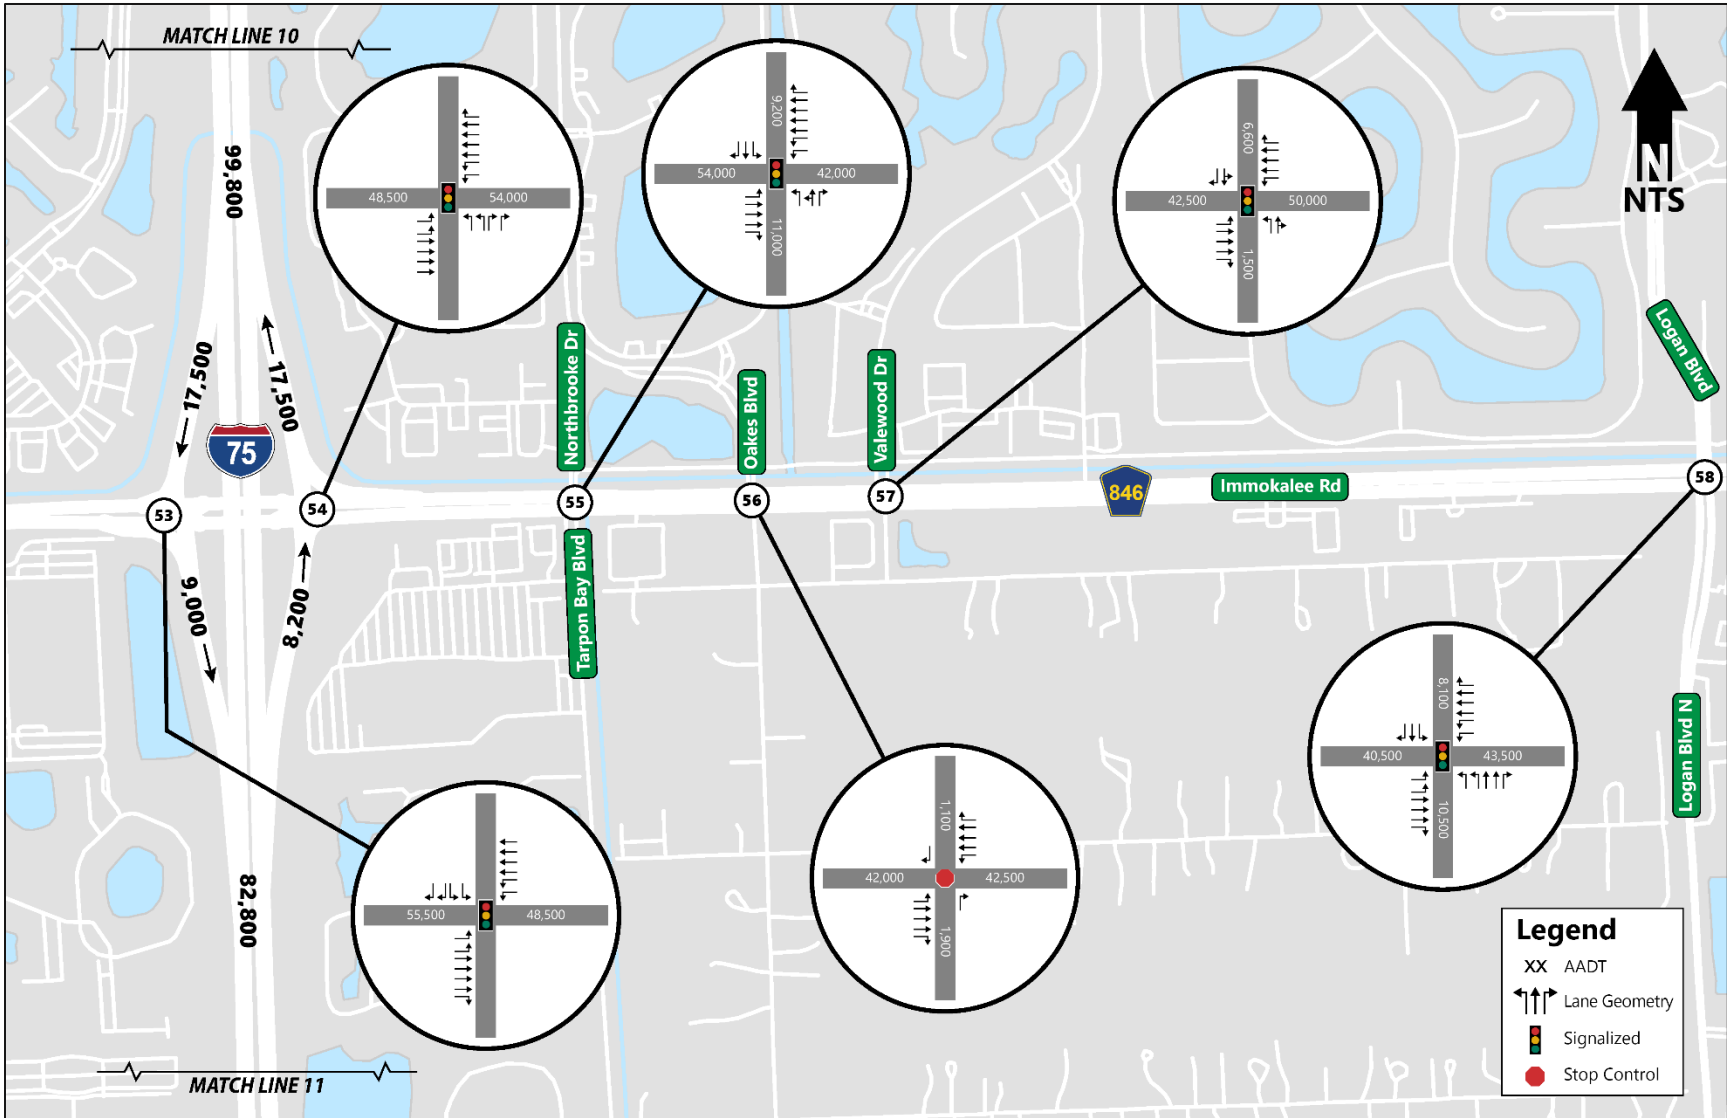 MATCH LINE 10
99,800
17,500
17,500
75
9,000
8,200
82,800
MATCH LINE 11
48,500
54,000
9,200
54,000
42,000
11,000
6,600
42,500
50,000
1,500
N
NTS
Northbrooke Dr
Oakes Blvd
Valewood Dr
Logan Blvd
53
54
55
56
57
846
Immokalee Rd
58
Tarpon Bay Blvd
Logan Blvd N
55,500
48,500
1,100
42,000
42,500
1,900
8,100
40,500
43,500
10,500
Legend
XX AADT
Lane Geometry
Signalized
Stop Control